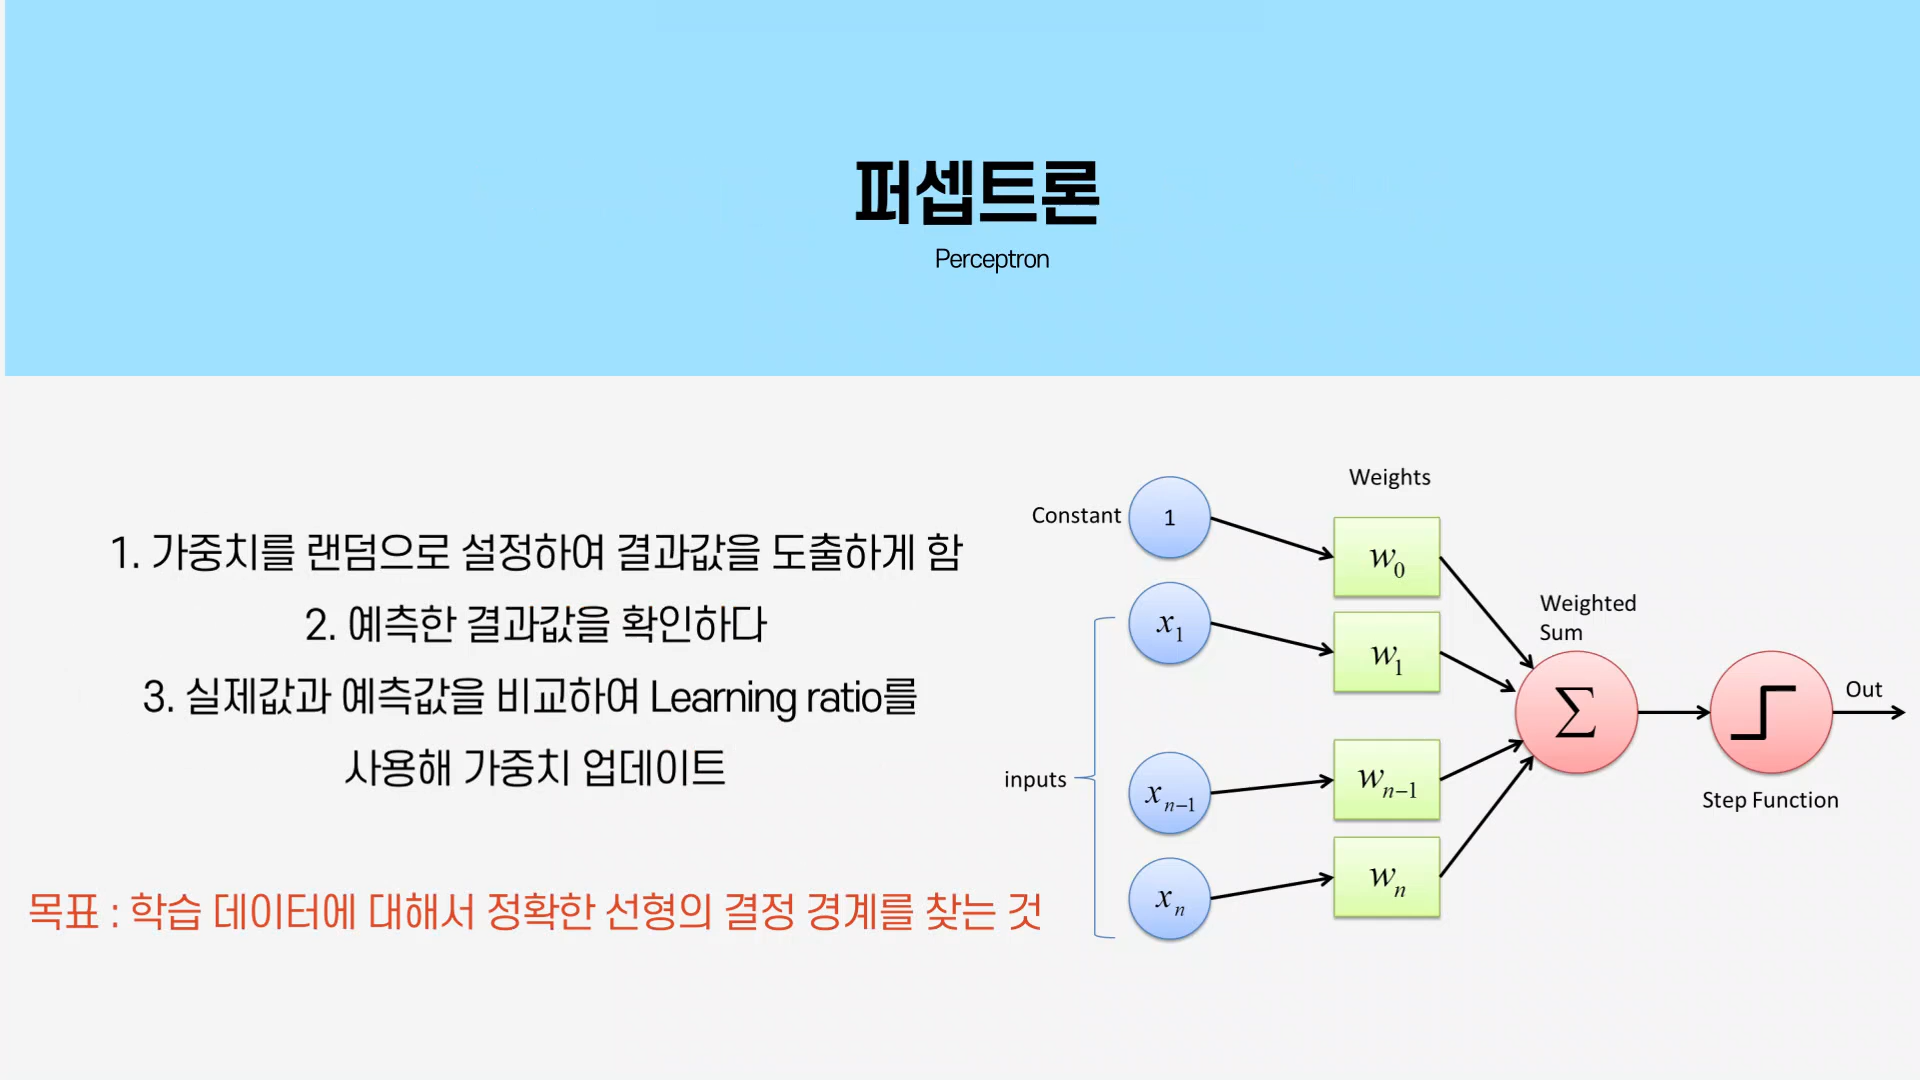 퍼셉트론
Perceptron
1. 가중치를 랜덤으로 설정하여 결과값을 도출하게 함
2. 예측한 결과값을 확인하다
3. 실제값과 예측값을 비교하여 Learning ratio를
사용해 가중치 업데이트
목표 : 학습 데이터에 대해서 정확한 선형의 결정 경계를 찾는 것
Weights
Constant
1
w0
x1
w1
Weighted
Sum
Σ
Out
inputs
xn−1
wn−1
Step Function
xn
wn